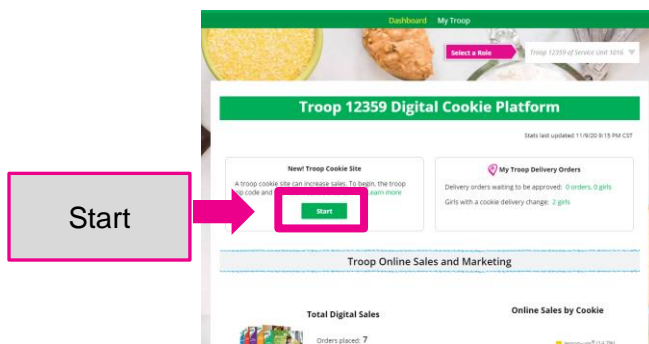 Dashboard My Troop
Select a Role
Troop 12359 of Service Unit 1016
Troop 12359 Digital Cookie Platform
Stats last updated 11/9/20 9:15 PM CST
New! Troop Cookie Site
A troop cookie site can increase sales. To begin, the troop
zip code and
Learn more
Start
My Troop Delivery Orders
Delivery orders waiting to be approved: 0 orders, 0 girls
Girls with a cookie delivery change: 2 girls
Start
Troop Online Sales and Marketing
Total Digital Sales
Orders placed: 7
Online Sales by Cookie